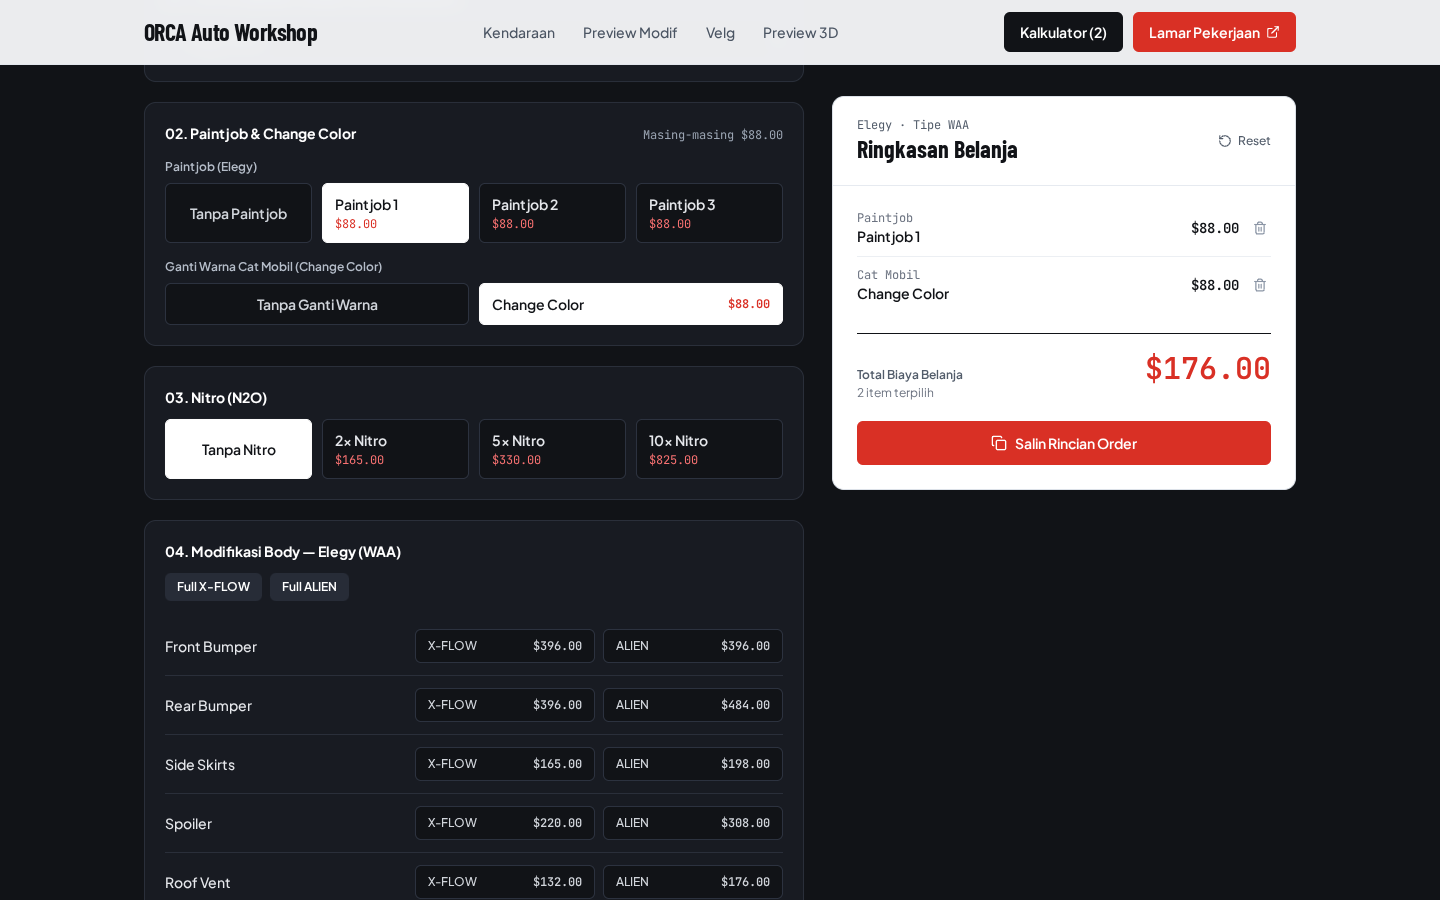 ORCA Auto Workshop
Kendaraan
Preview Modif
Velg
Preview 3D
Kalkulator (2)
Lamar Pekerjaan
02. Paintjob & Change Color
Masing-masing $88.00
Paintjob (Elegy)
Tanpa Paintjob
Paintjob 1
$88.00
Paintjob 2
$88.00
Paintjob 3
$88.00
Ganti Warna Cat Mobil (Change Color)
Tanpa Ganti Warna
Change Color $88.00
03. Nitro (N2O)
Tanpa Nitro
2x Nitro
$165.00
5x Nitro
$330.00
10x Nitro
$825.00
04. Modifikasi Body — Elegy (WAA)
Full X-FLOW
Full ALIEN
Front Bumper X-FLOW $396.00 ALIEN $396.00
Rear Bumper X-FLOW $396.00 ALIEN $484.00
Side Skirts X-FLOW $165.00 ALIEN $198.00
Spoiler X-FLOW $220.00 ALIEN $308.00
Roof Vent X-FLOW $132.00 ALIEN $176.00
Elegy · Tipe WAA
Ringkasan Belanja
Reset
Paintjob
Paintjob 1 $88.00
Cat Mobil
Change Color $88.00
Total Biaya Belanja
2 item terpilih
$176.00
Salin Rincian Order